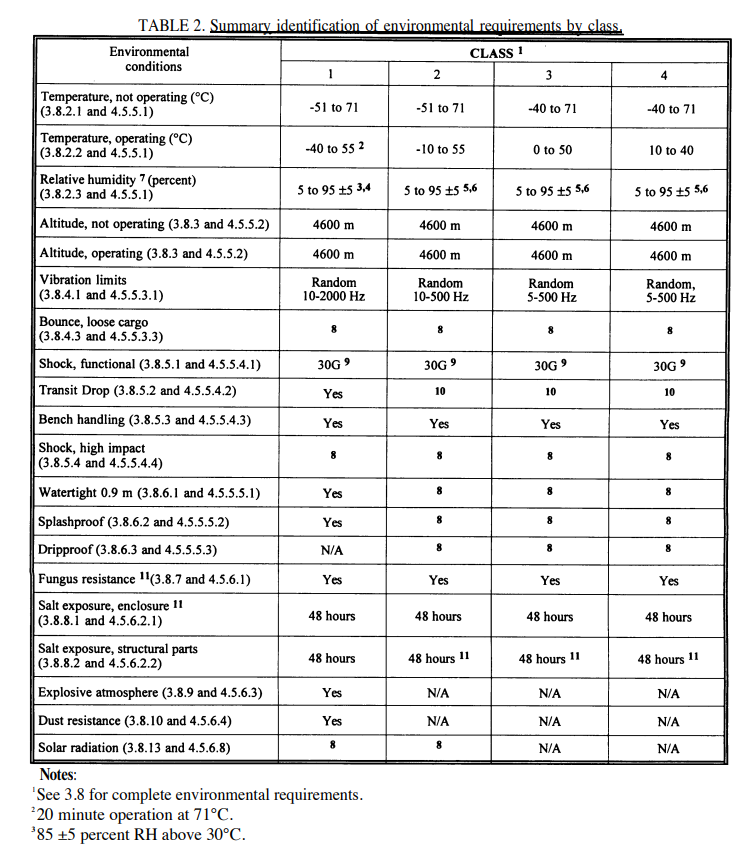 TABLE 2. Summary identification of environmental requirements by class.
Environmental conditions CLASS ¹
1 2 3 4
Temperature, not operating (°C)
(3.8.2.1 and 4.5.5.1) -51 to 71 -51 to 71 -40 to 71 -40 to 71
Temperature, operating (°C)
(3.8.2.2 and 4.5.5.1) -40 to 55 ² -10 to 55 0 to 50 10 to 40
Relative humidity ⁷ (percent)
(3.8.2.3 and 4.5.5.1) 5 to 95 ±5 ³,⁴ 5 to 95 ±5 ⁵,⁶ 5 to 95 ±5 ⁵,⁶ 5 to 95 ±5 ⁵,⁶
Altitude, not operating (3.8.3 and 4.5.5.2) 4600 m 4600 m 4600 m 4600 m
Altitude, operating (3.8.3 and 4.5.5.2) 4600 m 4600 m 4600 m 4600 m
Vibration limits Random Random Random Random,
(3.8.4.1 and 4.5.5.3.1) 10-2000 Hz 10-500 Hz 5-500 Hz 5-500 Hz
Bounce, loose cargo
(3.8.4.3 and 4.5.5.3.3) 8 8 8 8
Shock, functional (3.8.5.1 and 4.5.5.4.1) 30G ⁹ 30G ⁹ 30G ⁹ 30G ⁹
Transit Drop (3.8.5.2 and 4.5.5.4.2) Yes 10 10 10
Bench handling (3.8.5.3 and 4.5.5.4.3) Yes Yes Yes Yes
Shock, high impact
(3.8.5.4 and 4.5.5.4.4) 8 8 8 8
Watertight 0.9 m (3.8.6.1 and 4.5.5.5.1) Yes 8 8 8
Splashproof (3.8.6.2 and 4.5.5.5.2) Yes 8 8 8
Dripproof (3.8.6.3 and 4.5.5.5.3) N/A 8 8 8
Fungus resistance ¹¹(3.8.7 and 4.5.6.1) Yes Yes Yes Yes
Salt exposure, enclosure ¹¹
(3.8.8.1 and 4.5.6.2.1) 48 hours 48 hours 48 hours 48 hours
Salt exposure, structural parts
(3.8.8.2 and 4.5.6.2.2) 48 hours 48 hours ¹¹ 48 hours ¹¹ 48 hours ¹¹
Explosive atmosphere (3.8.9 and 4.5.6.3) Yes N/A N/A N/A
Dust resistance (3.8.10 and 4.5.6.4) Yes N/A N/A N/A
Solar radiation (3.8.13 and 4.5.6.8) 8 8 N/A N/A
Notes:
¹See 3.8 for complete environmental requirements.
²20 minute operation at 71°C.
³85 ±5 percent RH above 30°C.